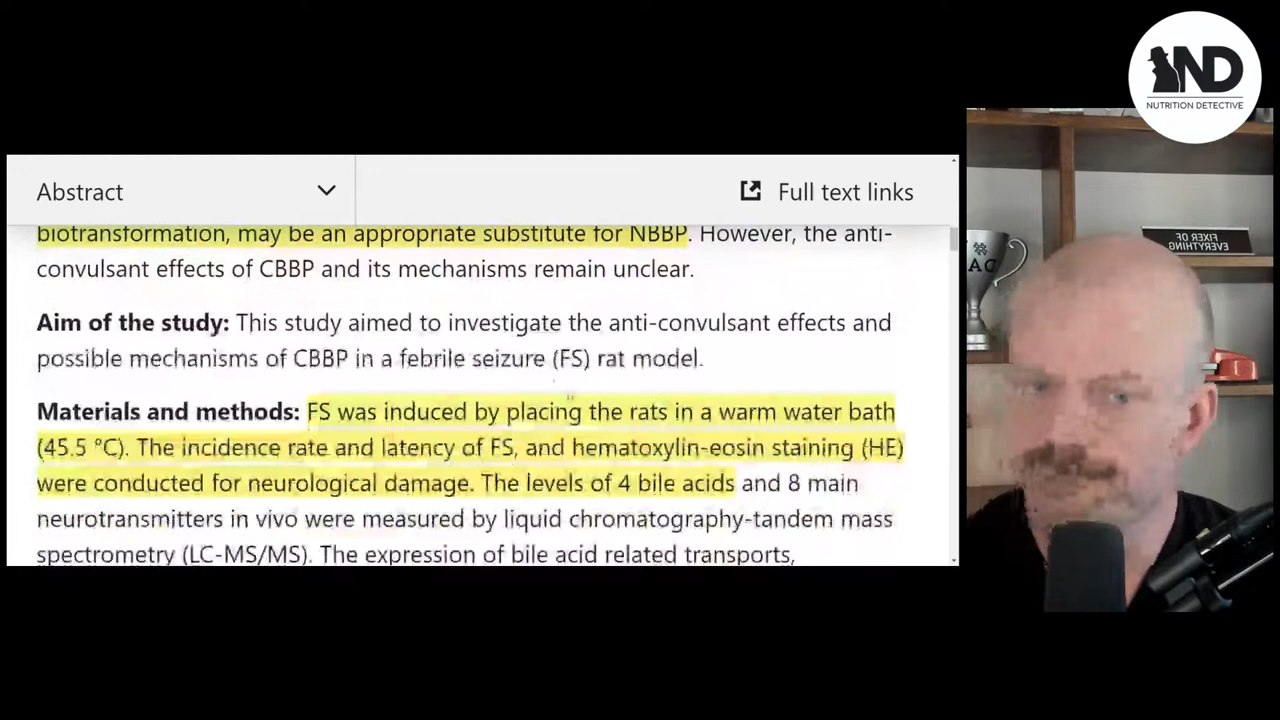 ND
NUTRITION DETECTIVE
Abstract
Full text links
biotransformation, may be an appropriate substitute for NBBP. However, the anti-
convulsant effects of CBBP and its mechanisms remain unclear.
Aim of the study: This study aimed to investigate the anti-convulsant effects and
possible mechanisms of CBBP in a febrile seizure (FS) rat model.
Materials and methods: FS was induced by placing the rats in a warm water bath
(45.5 °C). The incidence rate and latency of FS, and hematoxylin-eosin staining (HE)
were conducted for neurological damage. The levels of 4 bile acids and 8 main
neurotransmitters in vivo were measured by liquid chromatography-tandem mass
spectrometry (LC-MS/MS). The expression of bile acid related transports,
FIXER OF
EVERYTHING